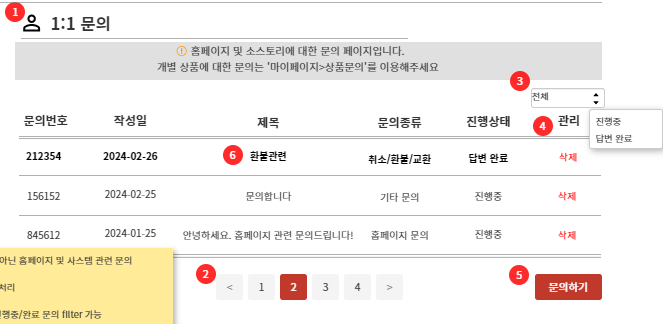 1
1:1 문의
! 홈페이지 및 소스토리에 대한 문의 페이지입니다.
개별 상품에 대한 문의는 '마이페이지>상품문의'를 이용해주세요
3
전체
진행중
답변 완료
4
문의번호 작성일 제목 문의종류 진행상태 관리
212354 2024-02-26 6 환불관련 취소/환불/교환 답변 완료 삭제
156152 2024-02-25 문의합니다 기타 문의 진행중 삭제
845612 2024-01-25 안녕하세요. 홈페이지 관련 문의드립니다! 홈페이지 문의 진행중 삭제
아닌 홈페이지 및 시스템 관련 문의
처리
진행중/완료 문의 filter 가능
2
< 1 2 3 4 >
5
문의하기